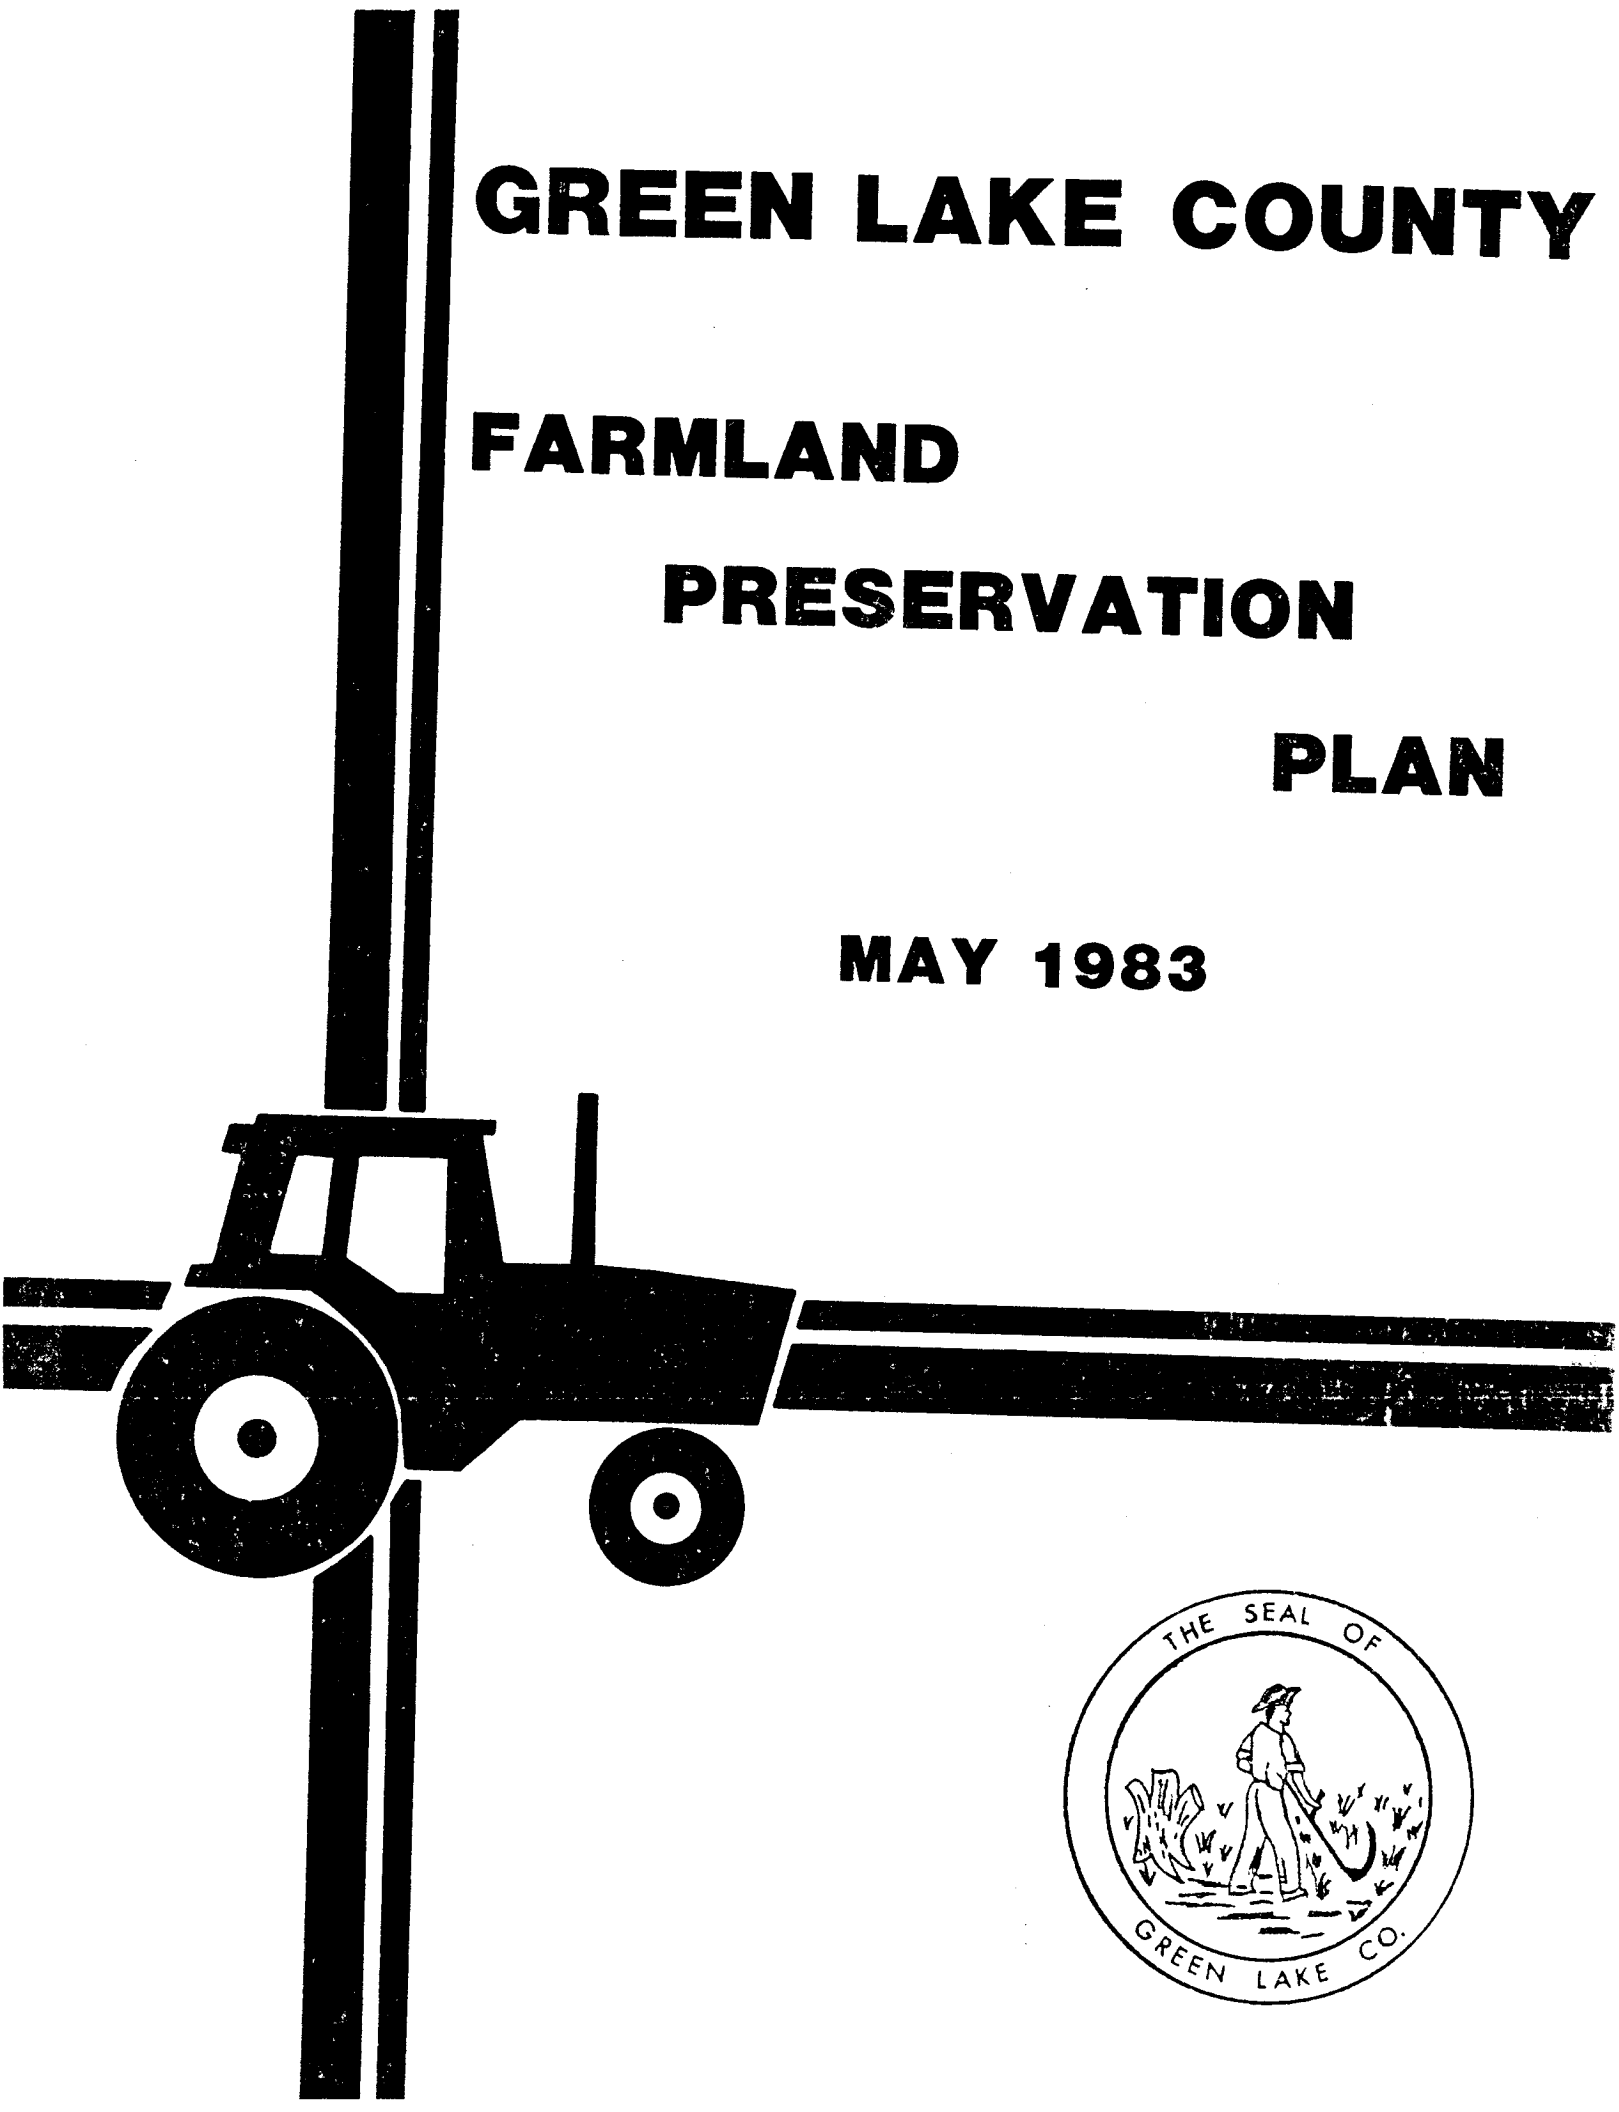 GREEN LAKE COUNTY
FARMLAND
PRESERVATION
PLAN
MAY 1983
THE SEAL OF
GREEN LAKE CO.